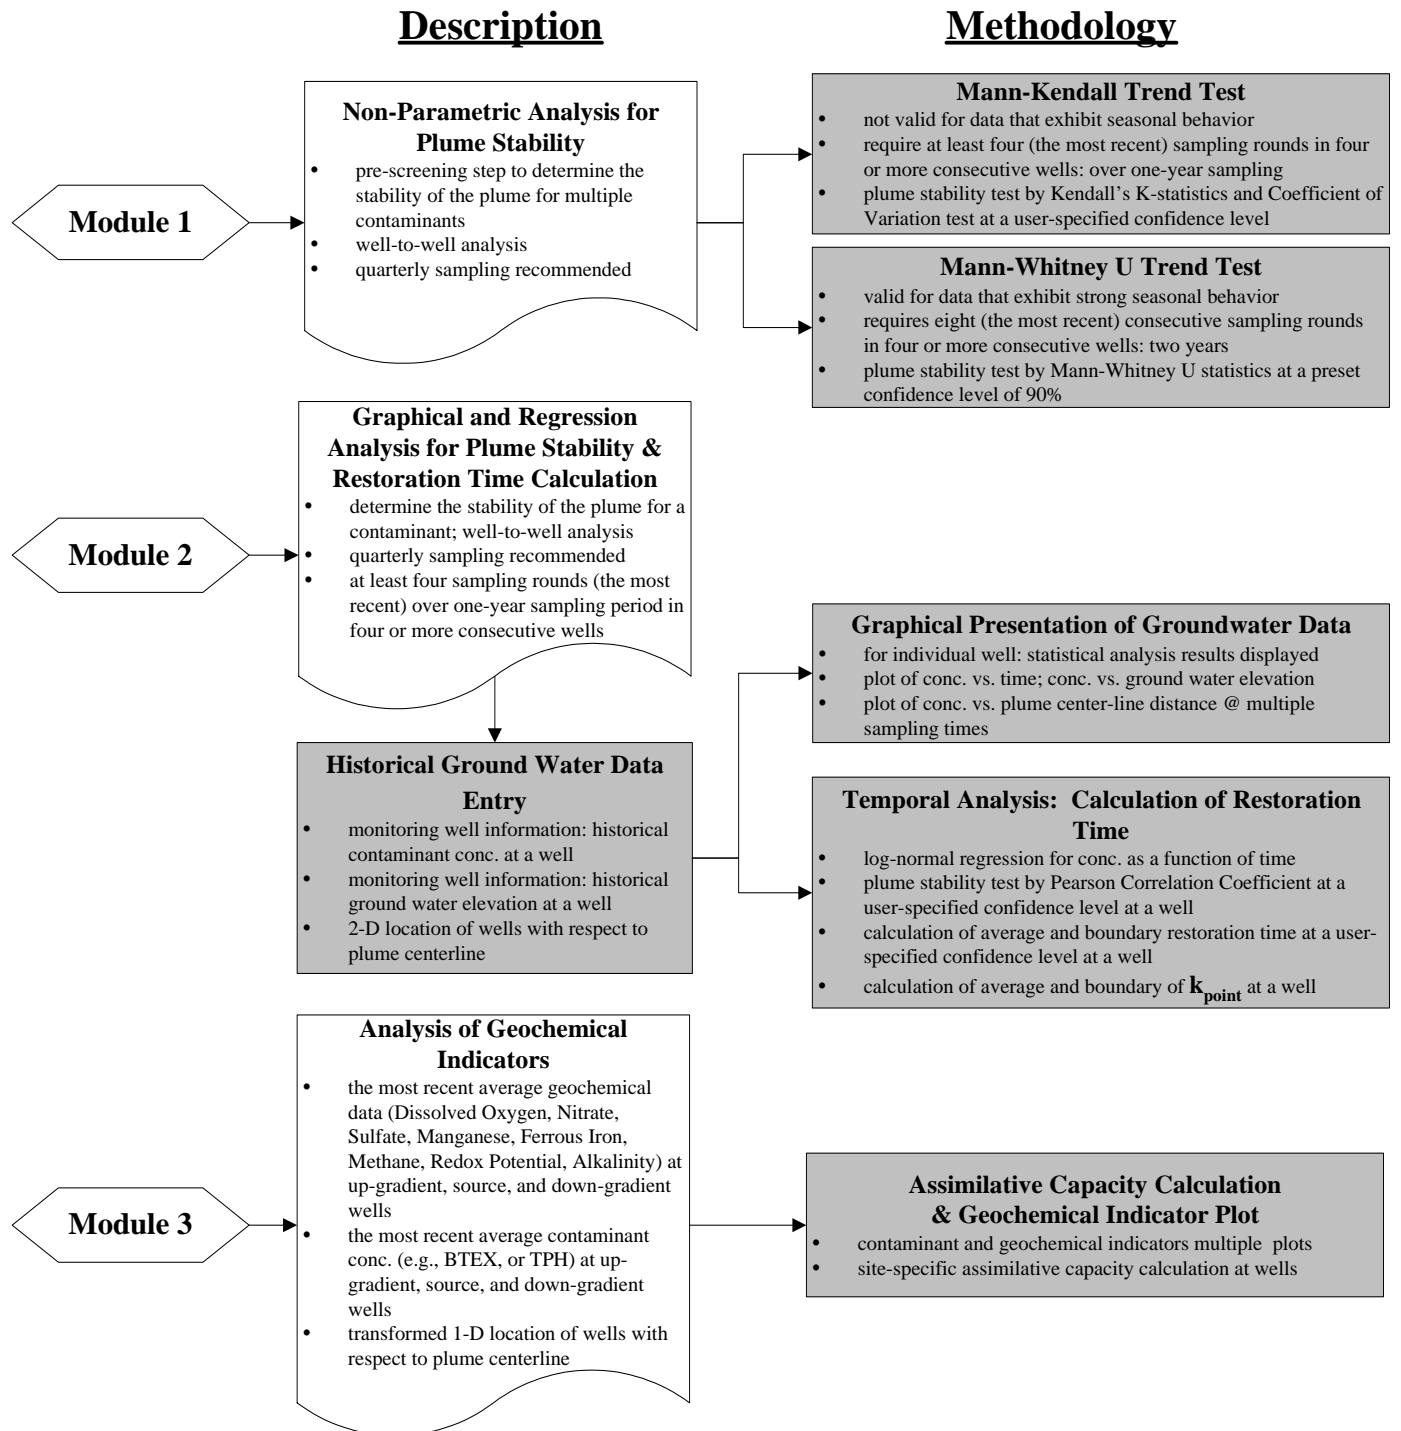 Description
Methodology
Module 1
Non-Parametric Analysis for
Plume Stability
• pre-screening step to determine the
stability of the plume for multiple
contaminants
• well-to-well analysis
• quarterly sampling recommended
Mann-Kendall Trend Test
• not valid for data that exhibit seasonal behavior
• require at least four (the most recent) sampling rounds in four
or more consecutive wells: over one-year sampling
• plume stability test by Kendall's K-statistics and Coefficient of
Variation test at a user-specified confidence level
Mann-Whitney U Trend Test
• valid for data that exhibit strong seasonal behavior
• requires eight (the most recent) consecutive sampling rounds
in four or more consecutive wells: two years
• plume stability test by Mann-Whitney U statistics at a preset
confidence level of 90%
Module 2
Graphical and Regression
Analysis for Plume Stability &
Restoration Time Calculation
• determine the stability of the plume for a
contaminant; well-to-well analysis
• quarterly sampling recommended
• at least four sampling rounds (the most
recent) over one-year sampling period in
four or more consecutive wells
Historical Ground Water Data
Entry
• monitoring well information: historical
contaminant conc. at a well
• monitoring well information: historical
ground water elevation at a well
• 2-D location of wells with respect to
plume centerline
Graphical Presentation of Groundwater Data
• for individual well: statistical analysis results displayed
• plot of conc. vs. time; conc. vs. ground water elevation
• plot of conc. vs. plume center-line distance @ multiple
sampling times
Temporal Analysis: Calculation of Restoration
Time
• log-normal regression for conc. as a function of time
• plume stability test by Pearson Correlation Coefficient at a
user-specified confidence level at a well
• calculation of average and boundary restoration time at a user-
specified confidence level at a well
• calculation of average and boundary of kpoint at a well
Module 3
Analysis of Geochemical
Indicators
• the most recent average geochemical
data (Dissolved Oxygen, Nitrate,
Sulfate, Manganese, Ferrous Iron,
Methane, Redox Potential, Alkalinity) at
up-gradient, source, and down-gradient
wells
• the most recent average contaminant
conc. (e.g., BTEX, or TPH) at up-
gradient, source, and down-gradient
wells
• transformed 1-D location of wells with
respect to plume centerline
Assimilative Capacity Calculation
& Geochemical Indicator Plot
• contaminant and geochemical indicators multiple plots
• site-specific assimilative capacity calculation at wells